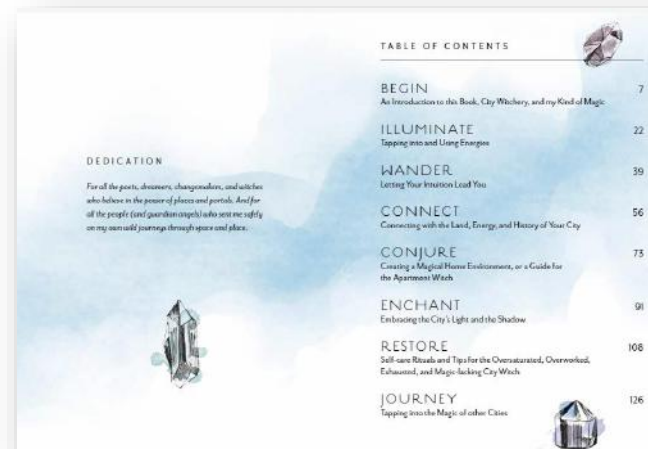 DEDICATION
For all the poets, dreamers, changemakers, and witches
who believe in the power of places and portals. And for
all the people (and guardian angels) who sent me safely
on my own wild journeys through space and place.
TABLE OF CONTENTS
BEGIN 7
An Introduction to this Book, City Witchery, and my Kind of Magic
ILLUMINATE 22
Tapping into and Using Energies
WANDER 39
Letting Your Intuition Lead You
CONNECT 56
Connecting with the Land, Energy, and History of Your City
CONJURE 73
Creating a Magical Home Environment, or a Guide for
the Apartment Witch
ENCHANT 91
Embracing the City's Light and the Shadow
RESTORE 108
Self-care Rituals and Tips for the Oversaturated, Overworked,
Exhausted, and Magic-lacking City Witch
JOURNEY 126
Tapping into the Magic of other Cities